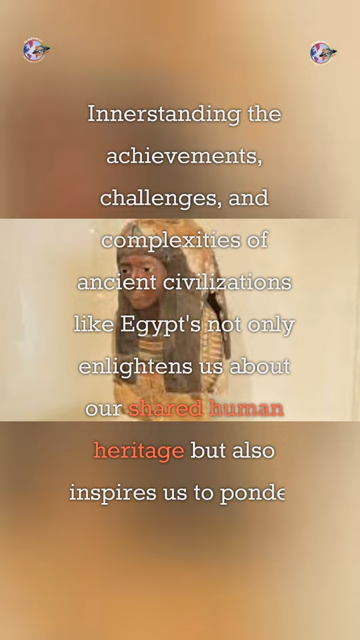 Innerstanding the
achievements,
challenges, and
complexities of
ancient civilizations
like Egypt's not only
enlightens us about
our shared human
heritage but also
inspires us to ponde